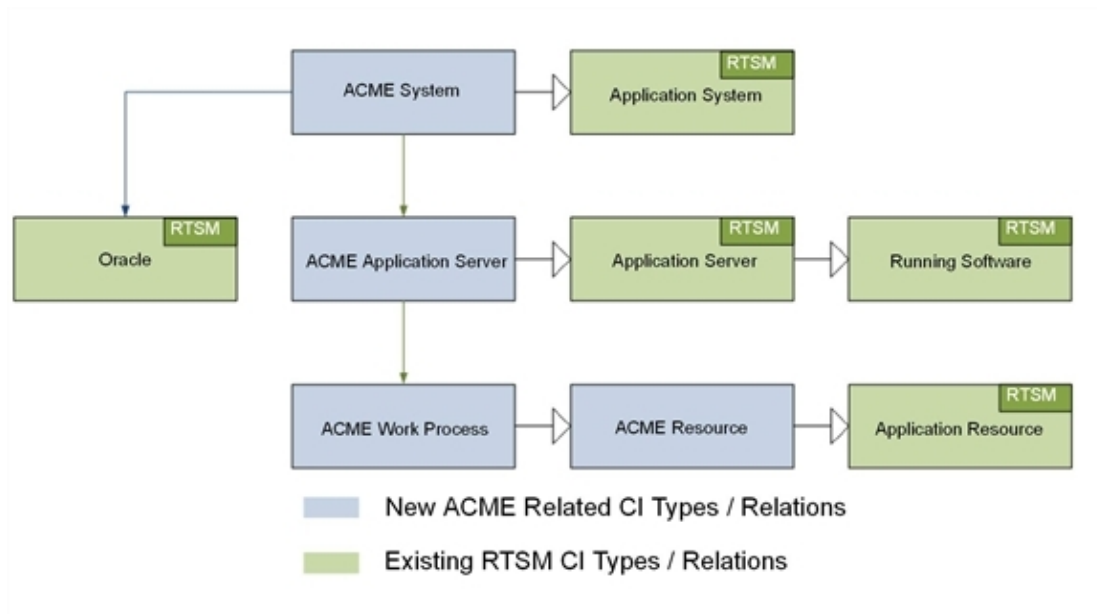 RTSM
ACME System
Application System
RTSM
Oracle
ACME Application Server
RTSM
Application Server
RTSM
Running Software
ACME Work Process
ACME Resource
RTSM
Application Resource
New ACME Related CI Types / Relations
Existing RTSM CI Types / Relations